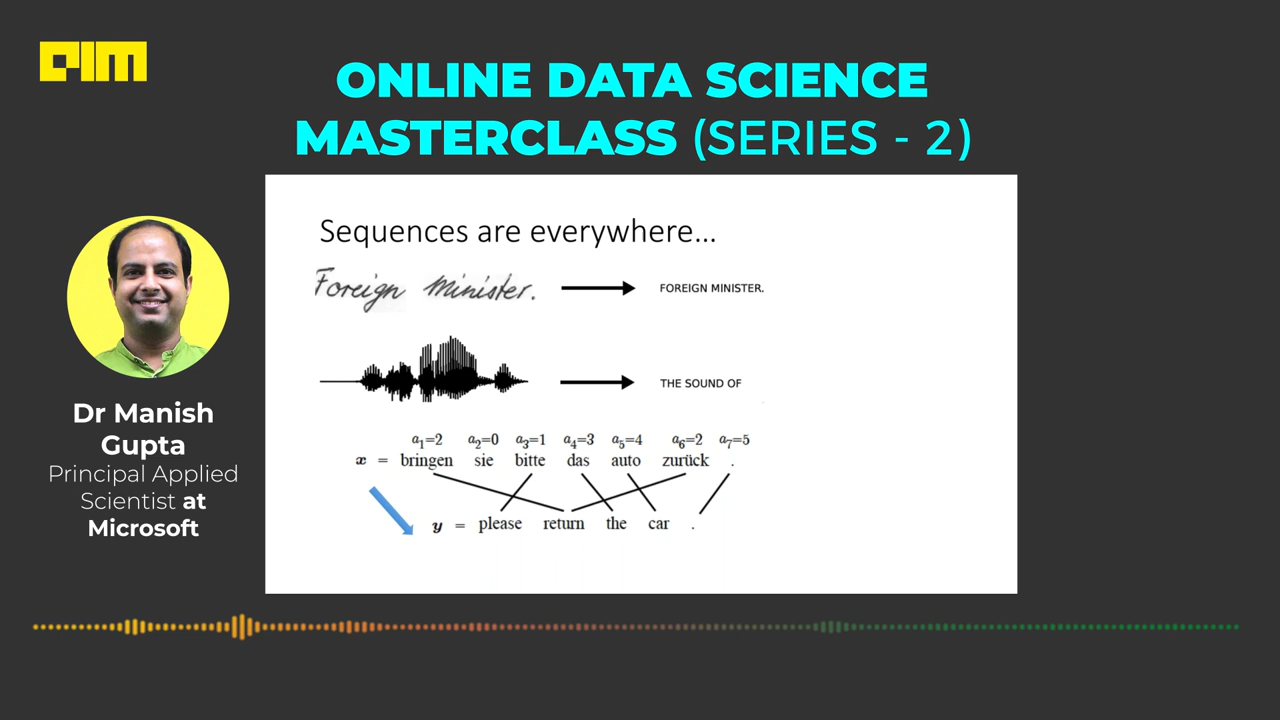 AIM
ONLINE DATA SCIENCE
MASTERCLASS (SERIES - 2)
Sequences are everywhere...
Foreign Minister.
FOREIGN MINISTER.
THE SOUND OF
a₁=2 a₂=0 a₃=1 a₄=3 a₅=4 a₆=2 a₇=5
x = bringen sie bitte das auto zurück .
y = please return the car .
Dr Manish
Gupta
Principal Applied
Scientist at
Microsoft